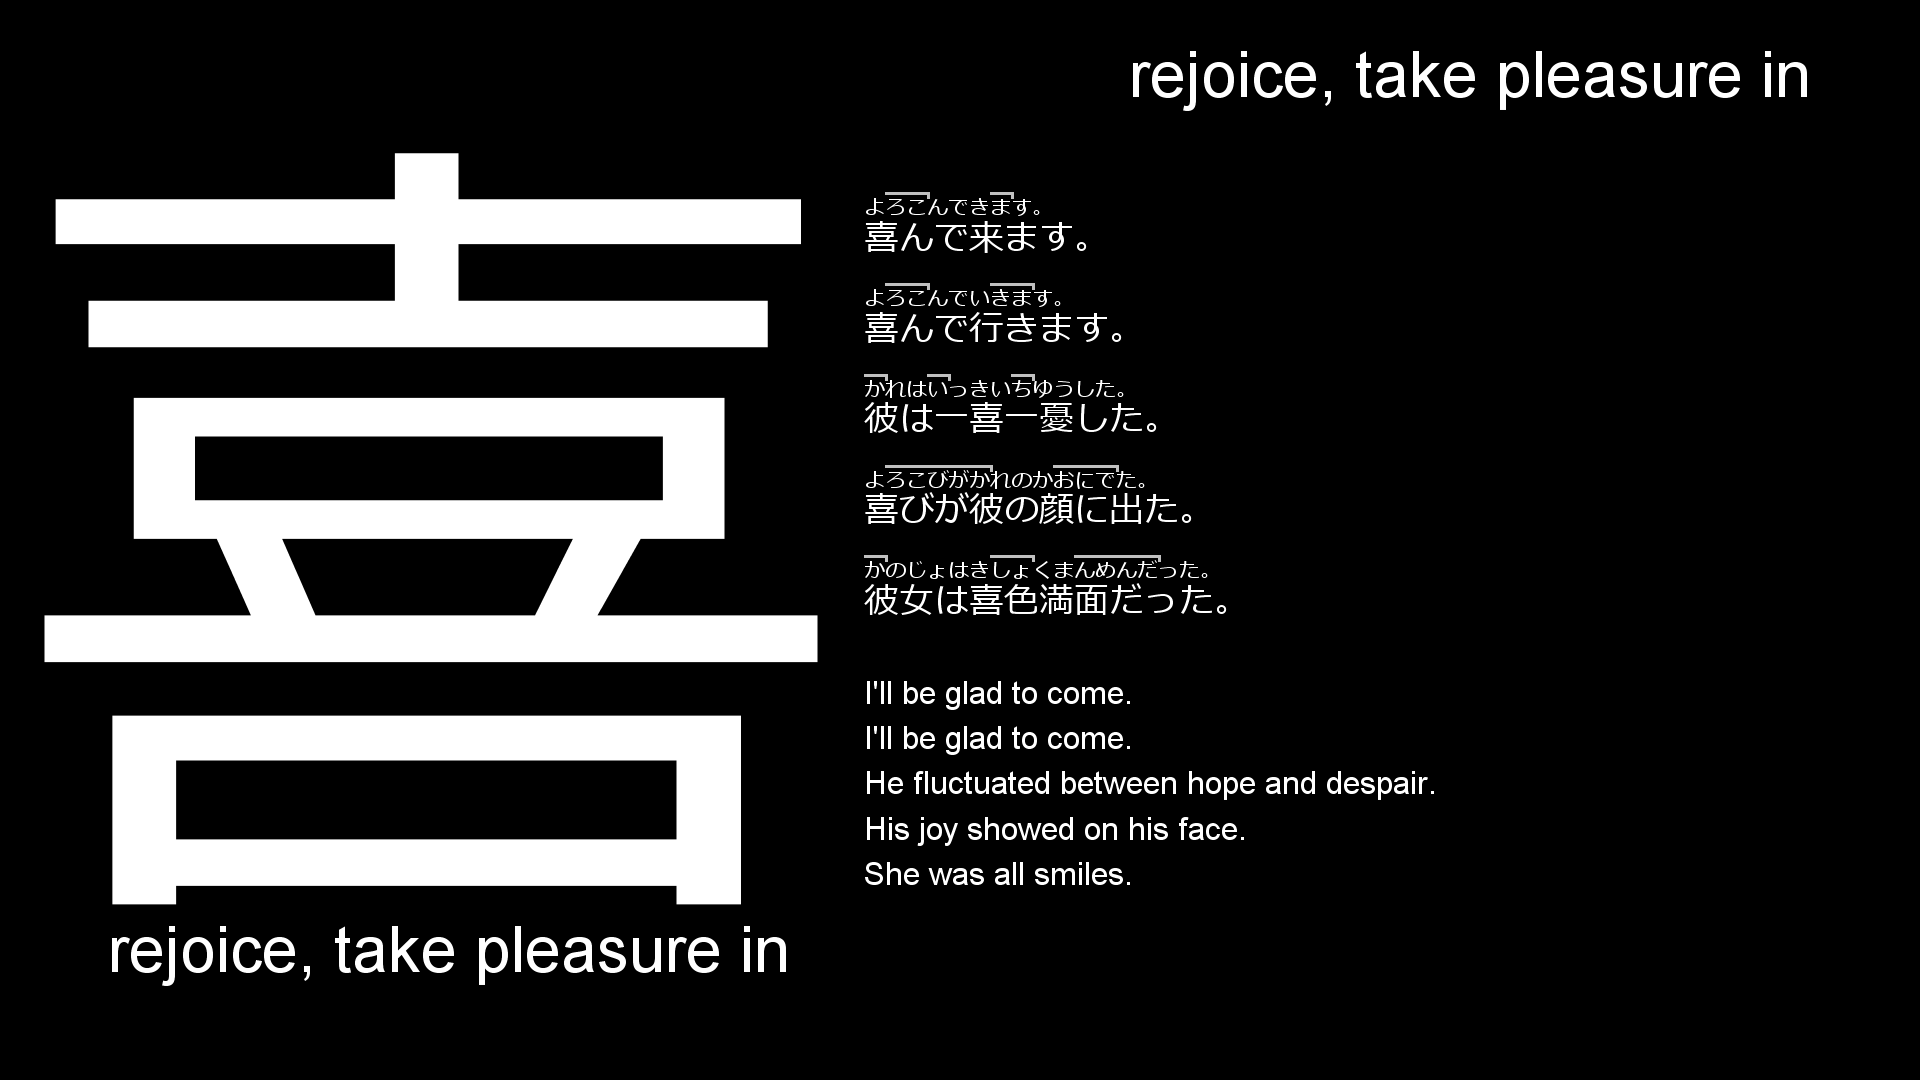 rejoice, take pleasure in
喜
rejoice, take pleasure in
よろこんできます。
喜んで来ます。
よろこんでいきます。
喜んで行きます。
かれはいっきいちゆうした。
彼は一喜一憂した。
よろこびがかれのかおにでた。
喜びが彼の顔に出た。
かのじょはきしょくまんめんだった。
彼女は喜色満面だった。
I'll be glad to come.
I'll be glad to come.
He fluctuated between hope and despair.
His joy showed on his face.
She was all smiles.